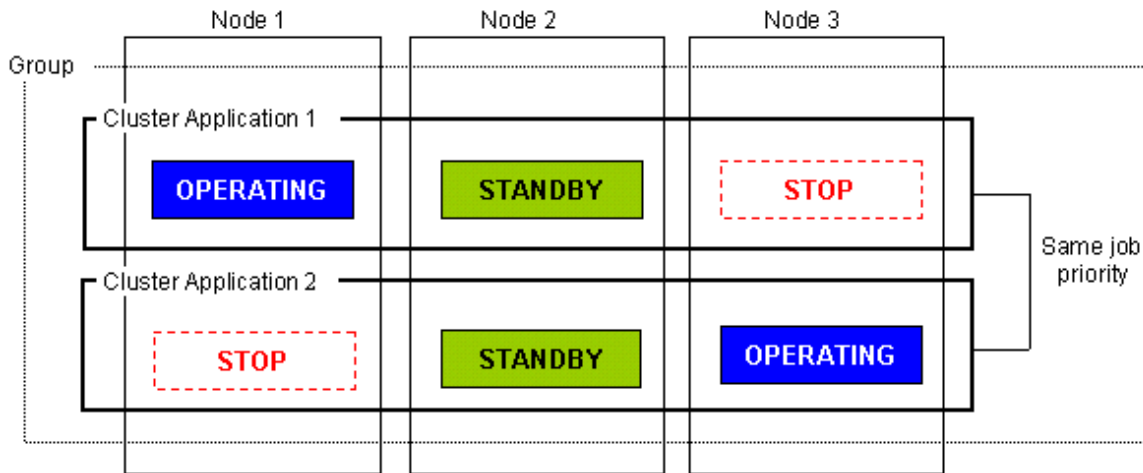 Node 1
Node 2
Node 3
Group
Cluster Application 1
OPERATING
STANDBY
STOP
Same job
priority
Cluster Application 2
STOP
STANDBY
OPERATING